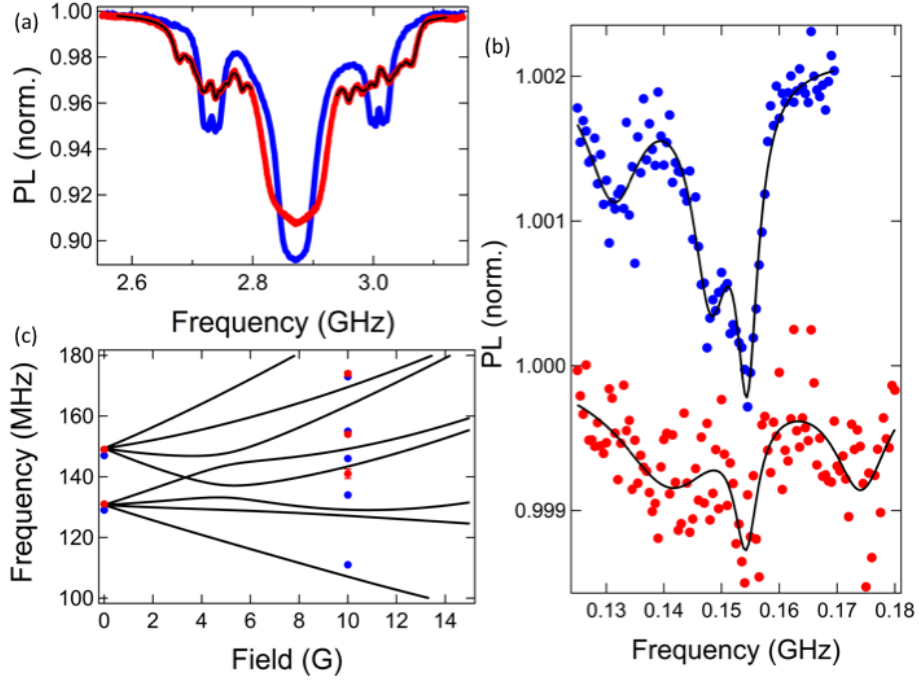 (a)
1.00
0.98
0.96
0.94
0.92
0.90
PL (norm.)
2.6 2.8 3.0
Frequency (GHz)
(b)
1.002
1.001
1.000
0.999
PL (norm.)
0.13 0.14 0.15 0.16 0.17 0.18
Frequency (GHz)
(c)
180
160
140
120
100
Frequency (MHz)
0 2 4 6 8 10 12 14
Field (G)